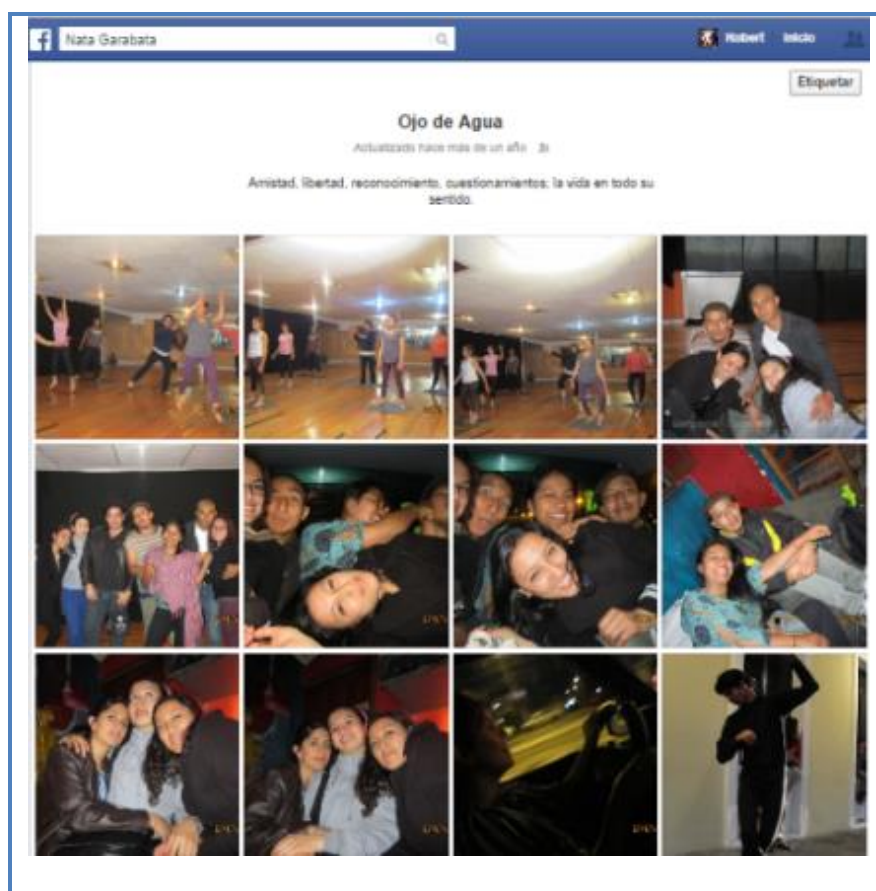 f
Nata Garabata
Robert Inicio
Etiquetar
Ojo de Agua
Actualizado hace más de un año
Amistad, libertad, reconocimiento, cuestionamientos; la vida en todo su
sentido.